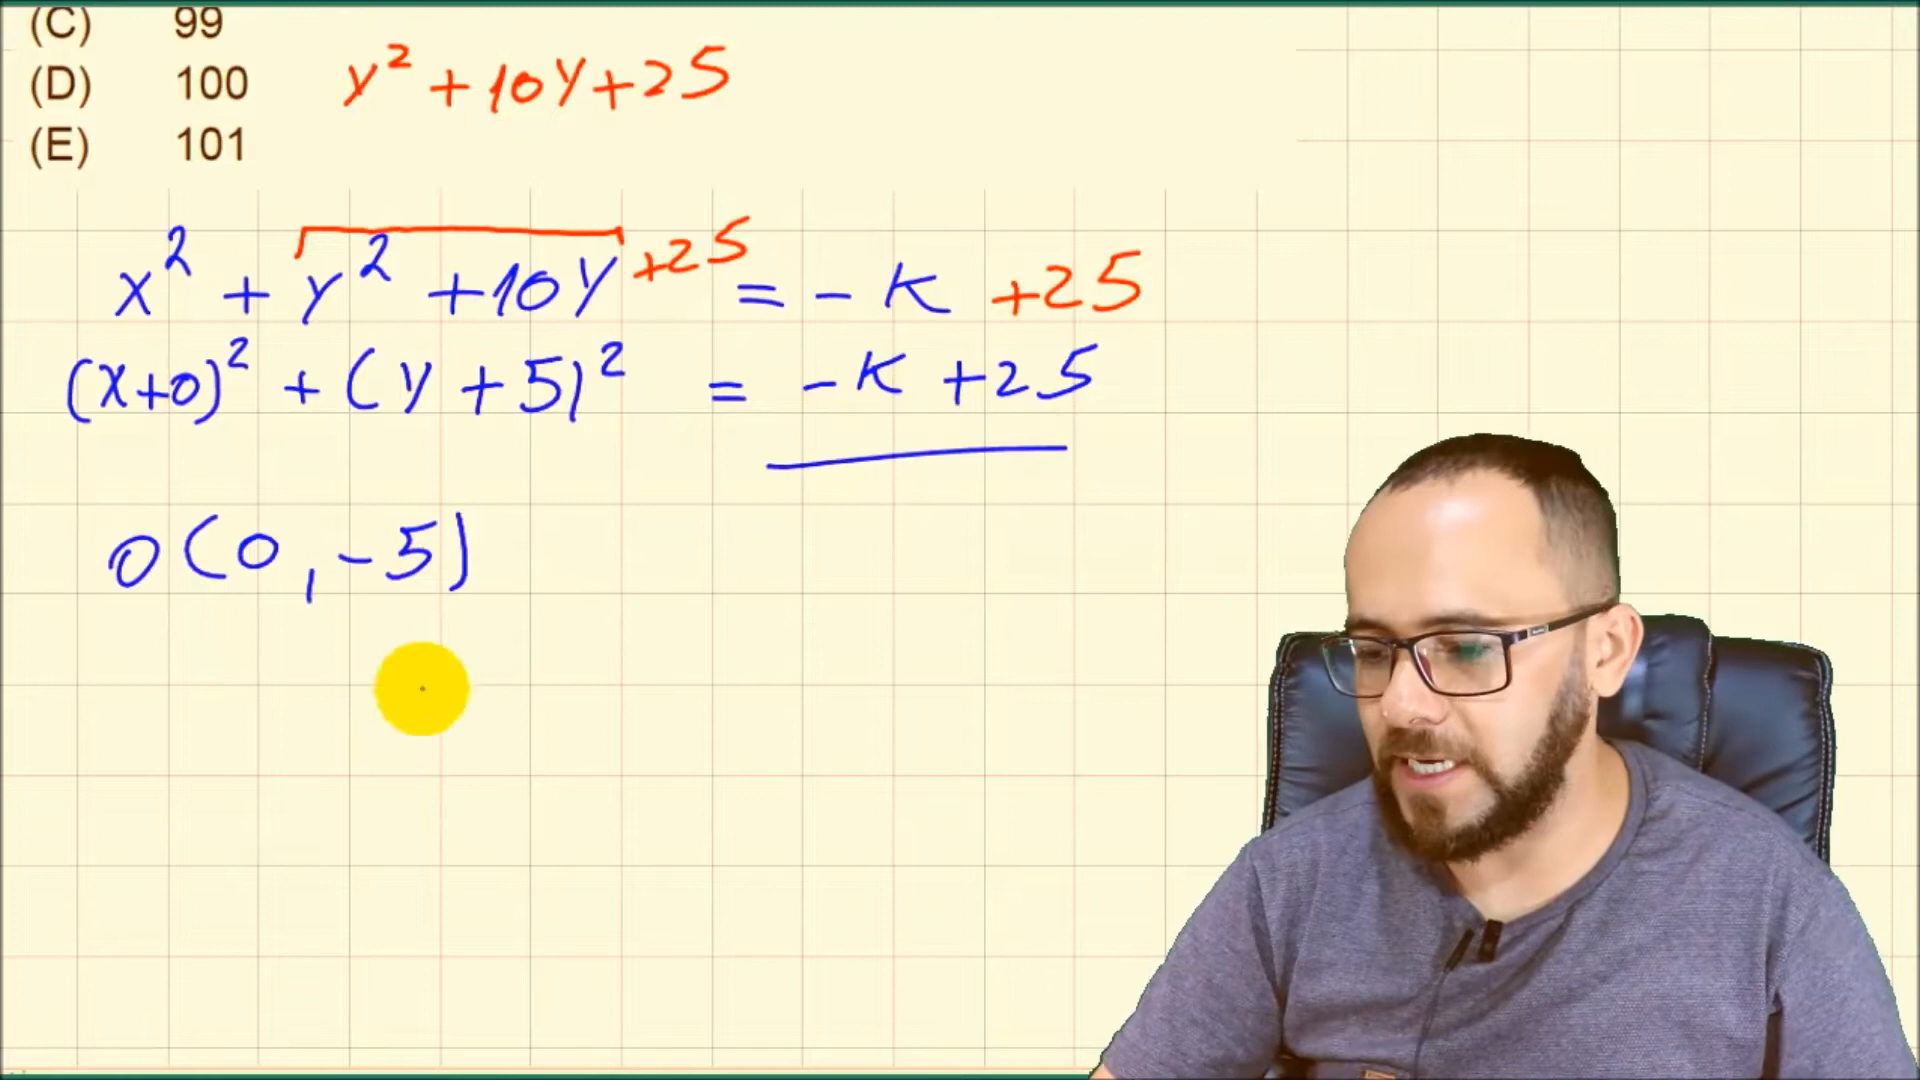 (C) 99
(D) 100 y² + 10y + 25
(E) 101
x² + y² + 10y + 25 = - k + 25
(x+0)² + (y + 5)² = - k + 25
O(0, -5)